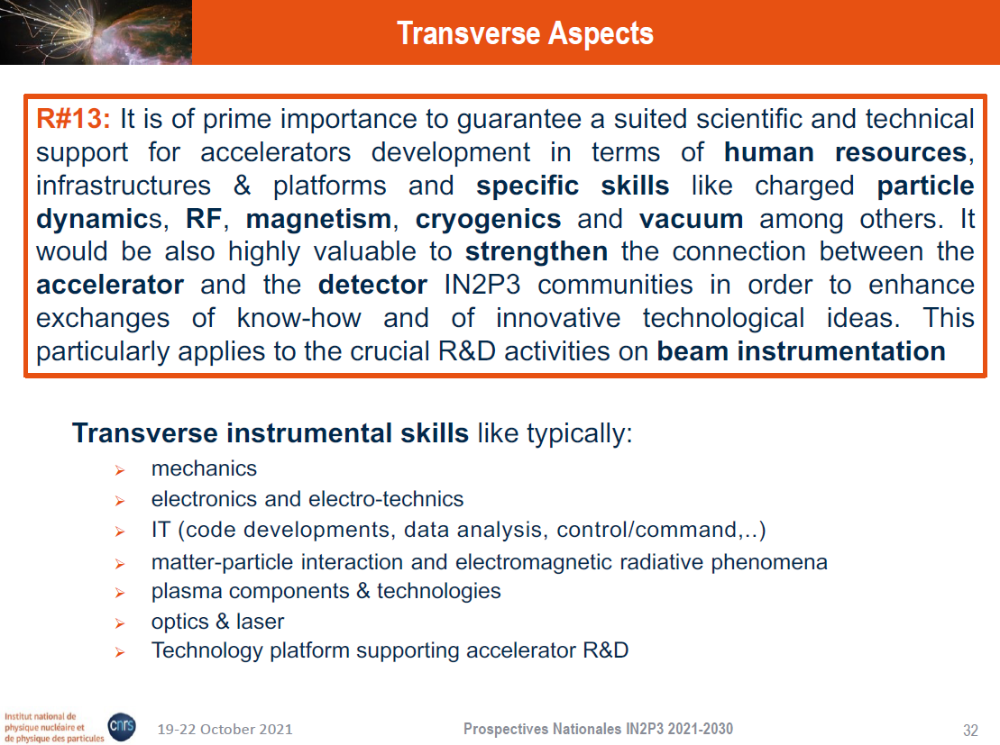 Transverse Aspects
R#13: It is of prime importance to guarantee a suited scientific and technical
support for accelerators development in terms of human resources,
infrastructures & platforms and specific skills like charged particle
dynamics, RF, magnetism, cryogenics and vacuum among others. It
would be also highly valuable to strengthen the connection between the
accelerator and the detector IN2P3 communities in order to enhance
exchanges of know-how and of innovative technological ideas. This
particularly applies to the crucial R&D activities on beam instrumentation
Transverse instrumental skills like typically:
mechanics
electronics and electro-technics
IT (code developments, data analysis, control/command,..)
matter-particle interaction and electromagnetic radiative phenomena
plasma components & technologies
optics & laser
Technology platform supporting accelerator R&D
Institut national de
physique nucléaire et
de physique des particules
cnrs
19-22 October 2021
Prospectives Nationales IN2P3 2021-2030
32